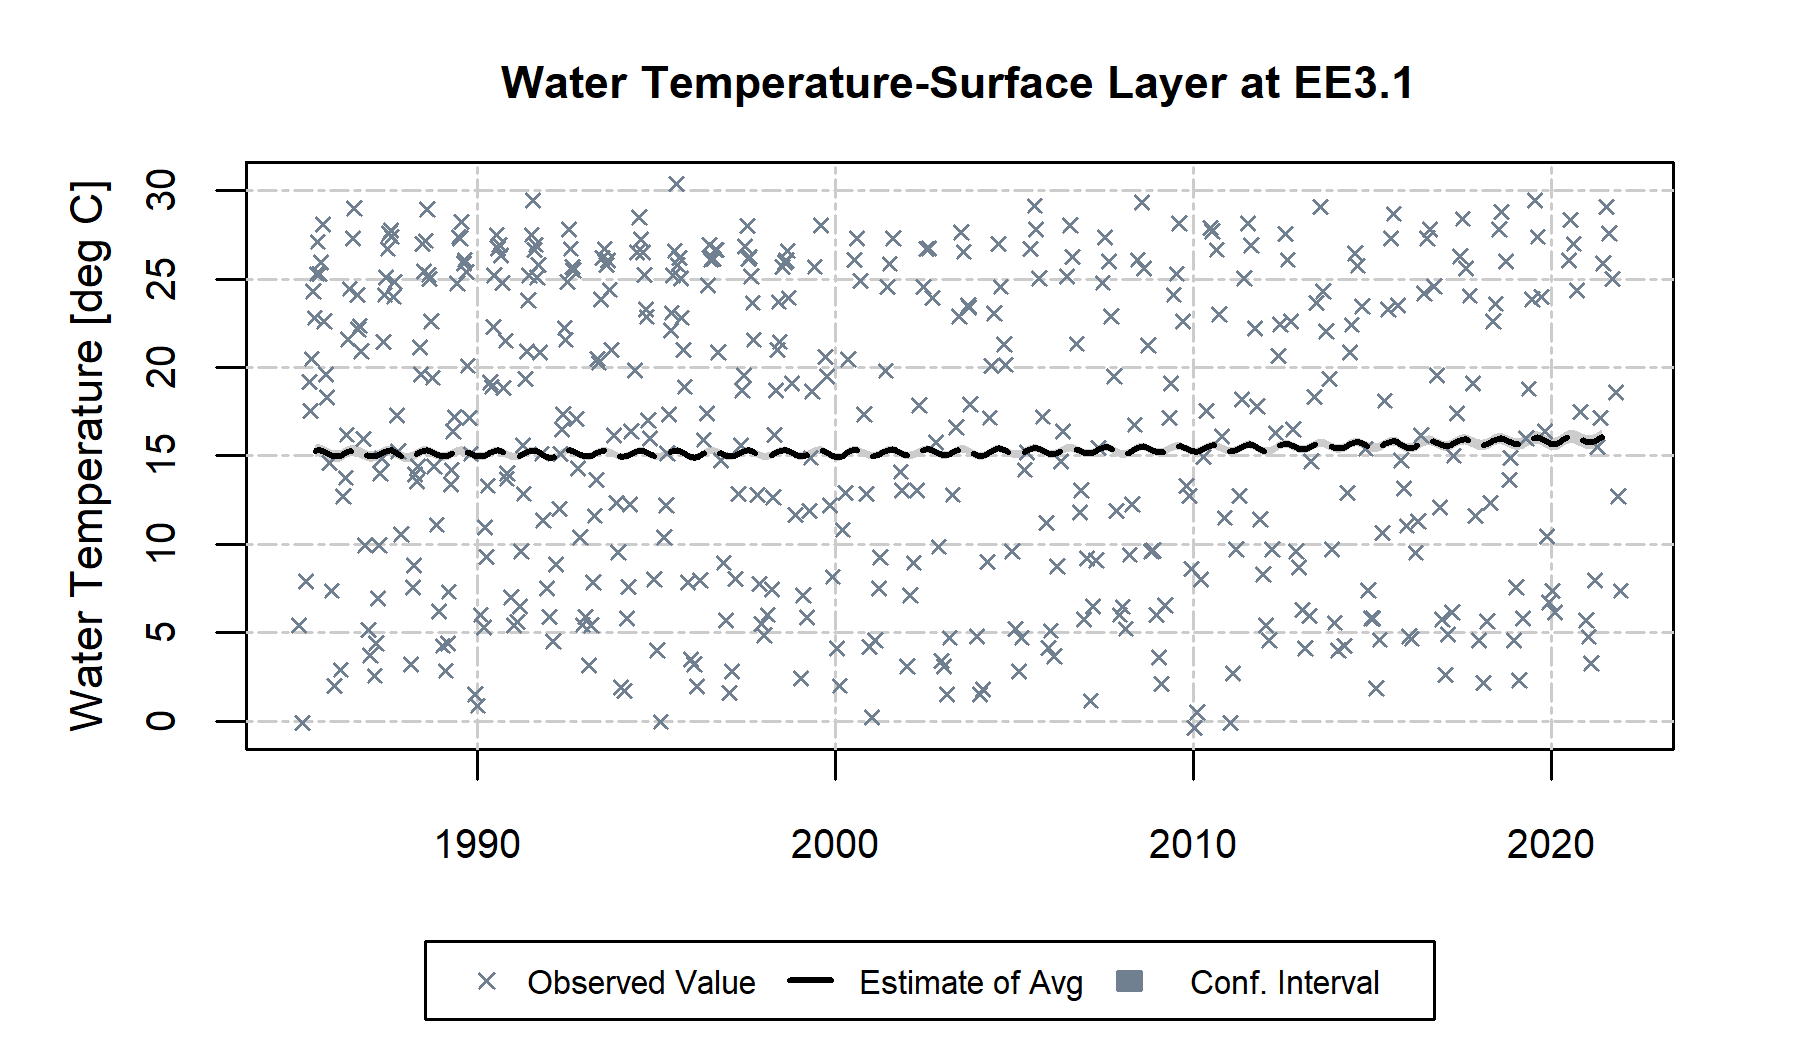 Water Temperature-Surface Layer at EE3.1
Water Temperature [deg C]
30
25
20
15
10
5
0
1990 2000 2010 2020
Observed Value Estimate of Avg Conf. Interval